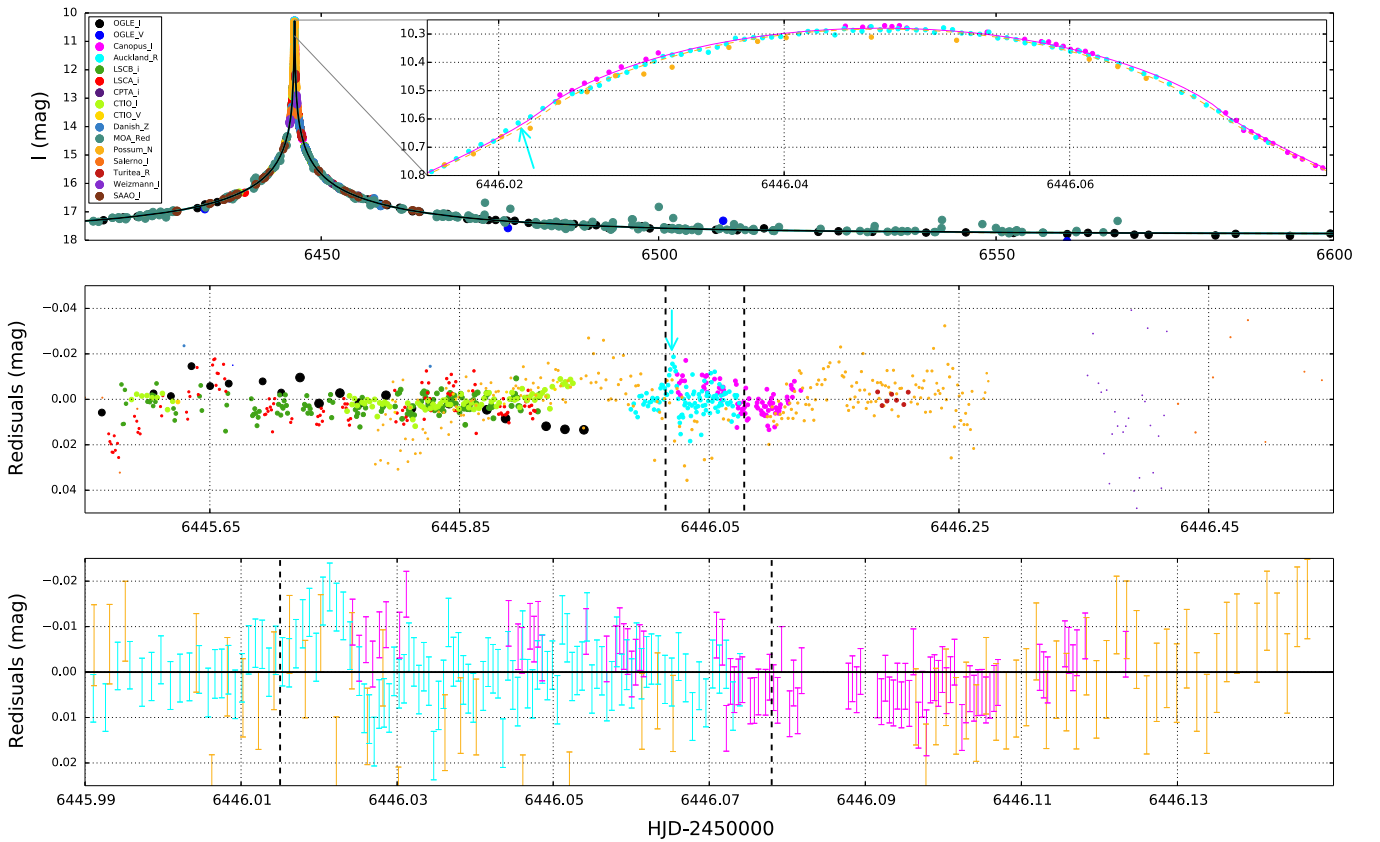 I (mag)
10
11
12
13
14
15
16
17
18
OGLE_I
OGLE_V
Canopus_I
Auckland_R
LSCB_i
LSCA_i
CPTA_i
CTIO_I
CTIO_V
Danish_Z
MOA_Red
Possum_N
Salerno_I
Turitea_R
Weizmann_I
SAAO_I
10.3
10.4
10.5
10.6
10.7
10.8
6446.02 6446.04 6446.06
6450 6500 6550 6600
Redisuals (mag)
−0.04
−0.02
0.00
0.02
0.04
6445.65 6445.85 6446.05 6446.25 6446.45
Redisuals (mag)
−0.02
−0.01
0.00
0.01
0.02
6445.99 6446.01 6446.03 6446.05 6446.07 6446.09 6446.11 6446.13
HJD-2450000